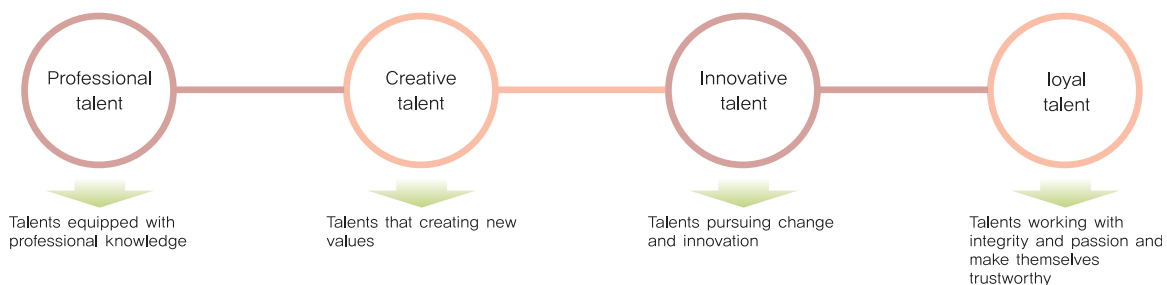 Professional
talent
Creative
talent
Innovative
talent
loyal
talent
Talents equipped with
professional knowledge
Talents that creating new
values
Talents pursuing change
and innovation
Talents working with
integrity and passion and
make themselves
trustworthy